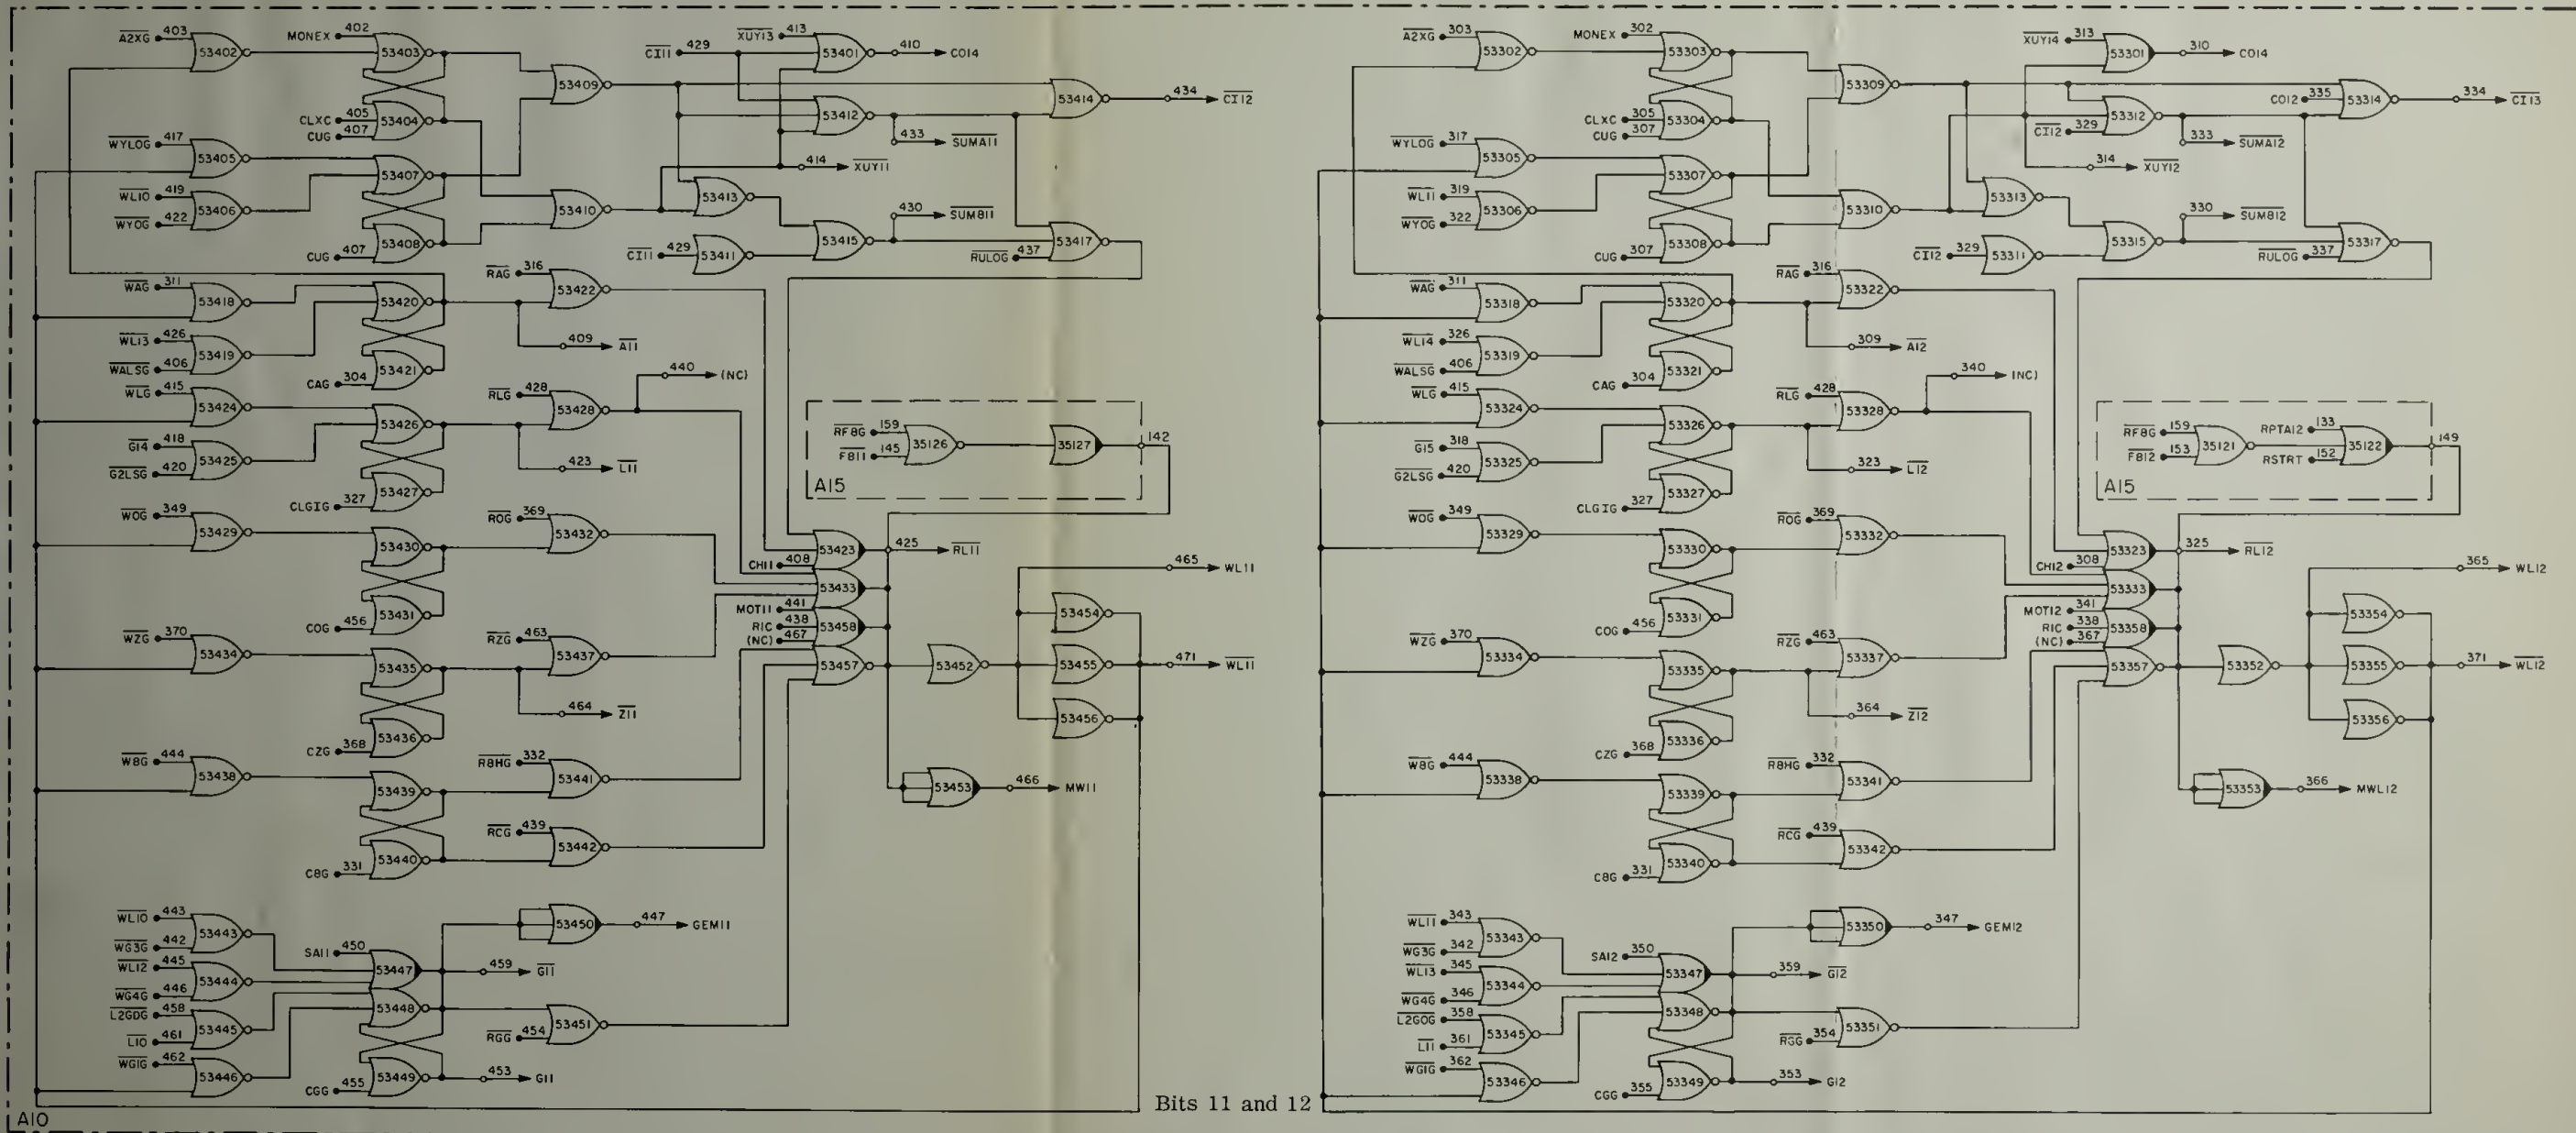 A2XG 403
53402
MONEX 402
53403
CLXC 405
CUG 407
53404
53409
CI11 429
XUY13 413
53401
410 CO14
53412
433 SUMA11
53414
434 CI12
WYLOG 417
53405
WL10 419
WYOG 422
53406
53407
CUG 407
53408
53410
414 XUY11
53413
CI11 429
53411
53415
430 SUMB11
RULOG 437
53417
WAG 311
53418
WL13 426
WALSG 406
53419
53420
CAG 304
53421
RAG 316
53422
409 A11
WLG 415
53424
G14 418
G2LSG 420
53425
53426
CLG1G 327
53427
RLG 428
53428
440 (NC)
423 L11
RF8G 159
FB11 145
35126
35127
142
A15
WOG 349
53429
53430
COG 456
53431
ROG 369
53432
53423
CH11 408
425 RL11
53433
MOT11 441
RIC 438
(NC) 467
53458
53457
53452
53454
53455
53456
465 WL11
471 WL11
WZG 370
53434
53435
CZG 368
53436
RZG 463
53437
464 Z11
WBG 444
53438
53439
CBG 331
53440
RBHG 332
53441
RCG 439
53442
53453
466 MW11
WL10 443
WG3G 442
53443
WL12 445
WG4G 446
53444
L2GDG 458
L10 461
53445
WG1G 462
53446
SA11 450
53447
53448
CGG 455
53449
53450
447 GEM11
459 G11
RGG 454
53451
453 G11
A10
Bits 11 and 12
A2XG 303
53302
MONEX 302
53303
CLXC 305
CUG 307
53304
53309
XUY14 313
53301
310 CO14
CI12 329
53312
333 SUMA12
CO12 335
53314
334 CI13
WYLOG 317
53305
WL11 319
WYOG 322
53306
53307
CUG 307
53308
53310
314 XUY12
53313
CI12 329
53311
53315
330 SUMB12
RULOG 337
53317
WAG 311
53318
WL14 326
WALSG 406
53319
53320
CAG 304
53321
RAG 316
53322
309 A12
WLG 415
53324
G15 318
G2LSG 420
53325
53326
CLG1G 327
53327
RLG 428
53328
340 (NC)
323 L12
RF8G 159
FB12 153
35121
RPTA12 133
RSTRT 152
35122
149
A15
WOG 349
53329
53330
COG 456
53331
ROG 369
53332
53323
CH12 308
325 RL12
53333
MOT12 341
RIC 338
(NC) 367
53358
53357
53352
53354
53355
53356
365 WL12
371 WL12
WZG 370
53334
53335
CZG 368
53336
RZG 463
53337
364 Z12
WBG 444
53338
53339
CBG 331
53340
RBHG 332
53341
RCG 439
53342
53353
366 MWL12
WL11 343
WG3G 342
53343
WL13 345
WG4G 346
53344
L2GOG 358
L11 361
53345
WG1G 362
53346
SA12 350
53347
53348
CGG 355
53349
53350
347 GEM12
359 G12
RGG 354
53351
353 G12